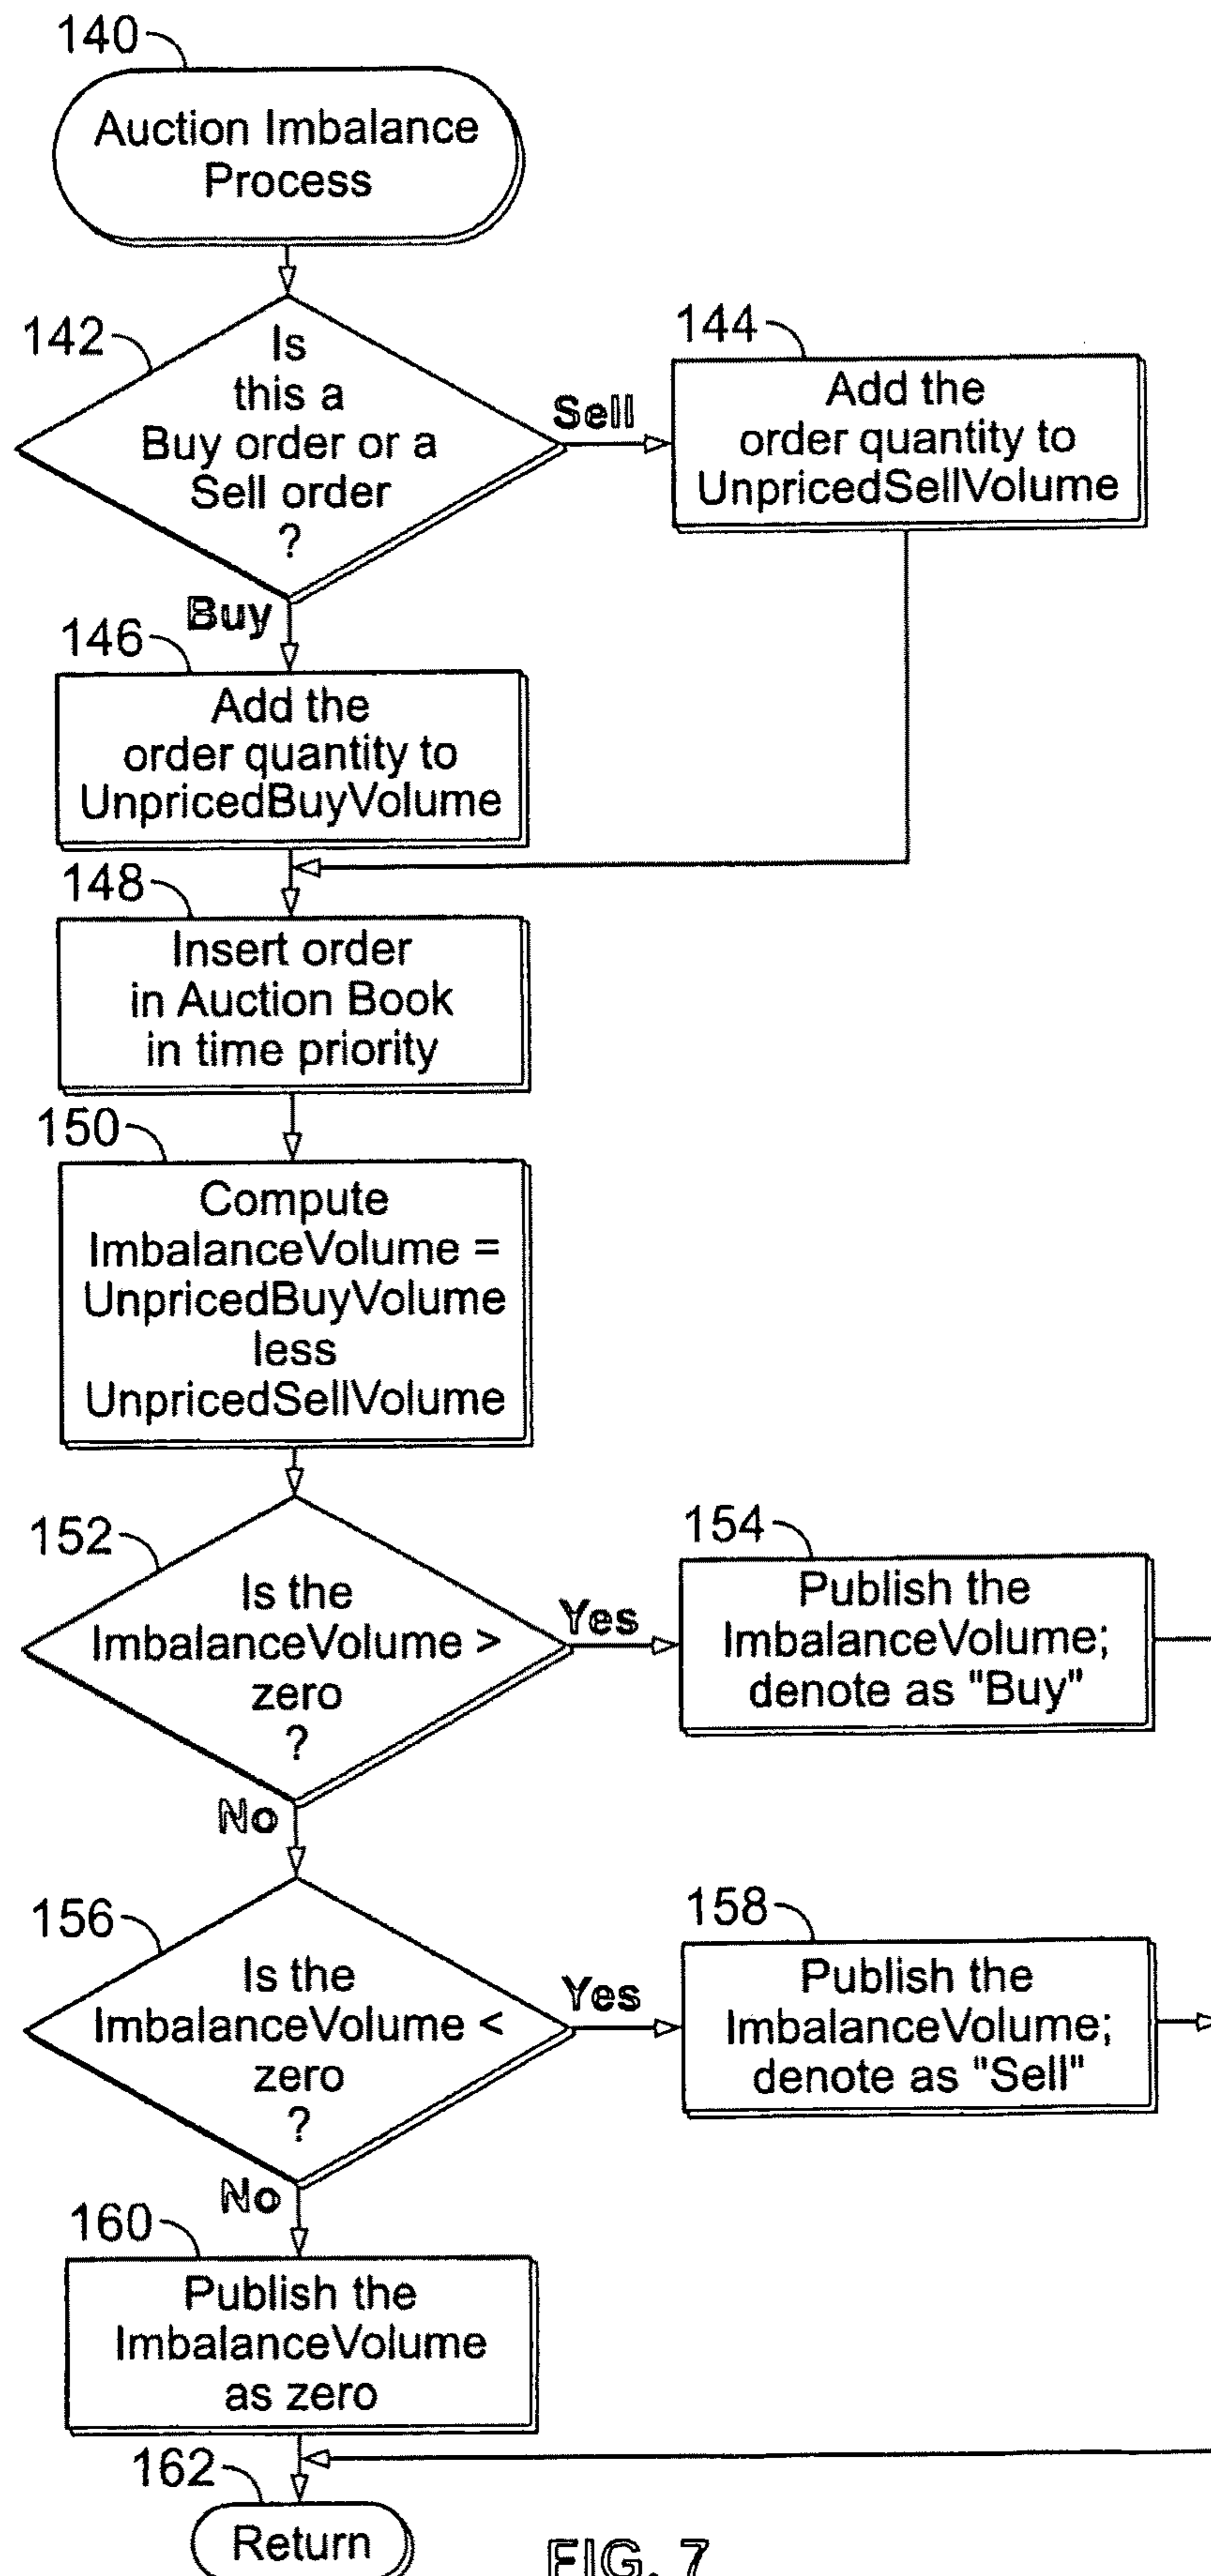 140
Auction Imbalance
Process
142
Is
this a
Buy order or a
Sell order
?
Sell
144
Add the
order quantity to
UnpricedSellVolume
Buy
146
Add the
order quantity to
UnpricedBuyVolume
148
Insert order
in Auction Book
in time priority
150
Compute
ImbalanceVolume =
UnpricedBuyVolume
less
UnpricedSellVolume
152
Is the
ImbalanceVolume >
zero
?
Yes
154
Publish the
ImbalanceVolume;
denote as "Buy"
No
156
Is the
ImbalanceVolume <
zero
?
Yes
158
Publish the
ImbalanceVolume;
denote as "Sell"
No
160
Publish the
ImbalanceVolume
as zero
162
Return
FIG. 7